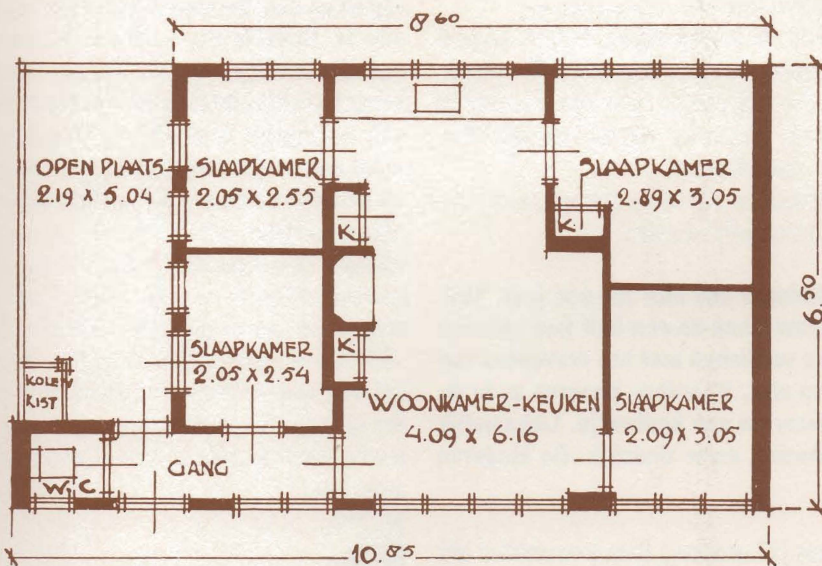 8.60
OPEN PLAATS
2.19 x 5.04
SLAAPKAMER
2.05 x 2.55
SLAAPKAMER
2.89 x 3.05
K.
K.
6.50
SLAAPKAMER
2.05 x 2.54
K.
KOLEN
KIST
WOONKAMER-KEUKEN
4.09 x 6.16
SLAAPKAMER
2.09 x 3.05
GANG
W.C
10.85